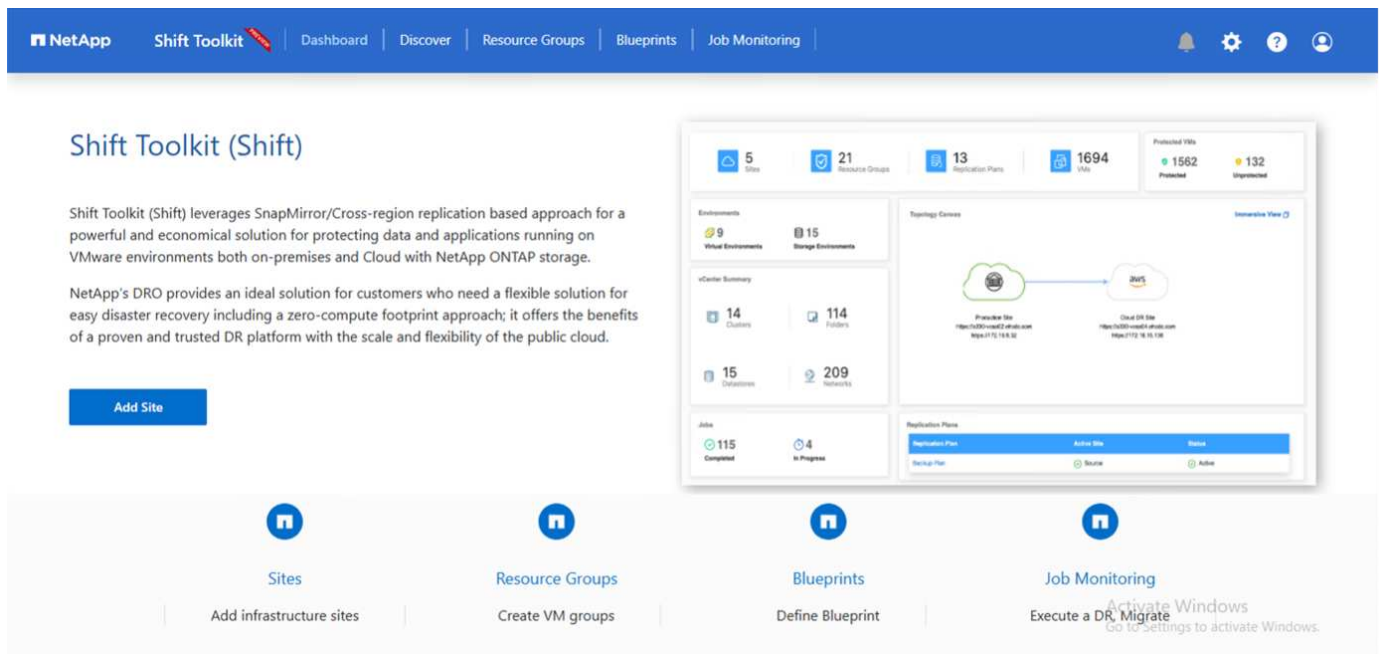 NetApp Shift Toolkit PREVIEW Dashboard Discover Resource Groups Blueprints Job Monitoring
Shift Toolkit (Shift)
Shift Toolkit (Shift) leverages SnapMirror/Cross-region replication based approach for a
powerful and economical solution for protecting data and applications running on
VMware environments both on-premises and Cloud with NetApp ONTAP storage.
NetApp's DRO provides an ideal solution for customers who need a flexible solution for
easy disaster recovery including a zero-compute footprint approach; it offers the benefits
of a proven and trusted DR platform with the scale and flexibility of the public cloud.
Add Site
5
Sites
21
Resource Groups
13
Replication Plans
1694
VMs
Protected VMs
1562
Protected
132
Unprotected
Environments
9
Virtual Environments
15
Storage Environments
vCenter Summary
14
Clusters
114
Folders
15
Datastores
209
Networks
Topology Canvas
Immersive View
aws
Production Site
Cloud DR Site
Jobs
115
Completed
4
In Progress
Replication Plans
Replication Plan Active Site Status
Backup Plan Source Active
Sites
Add infrastructure sites
Resource Groups
Create VM groups
Blueprints
Define Blueprint
Job Monitoring
Execute a DR, Migrate
Activate Windows
Go to Settings to activate Windows.